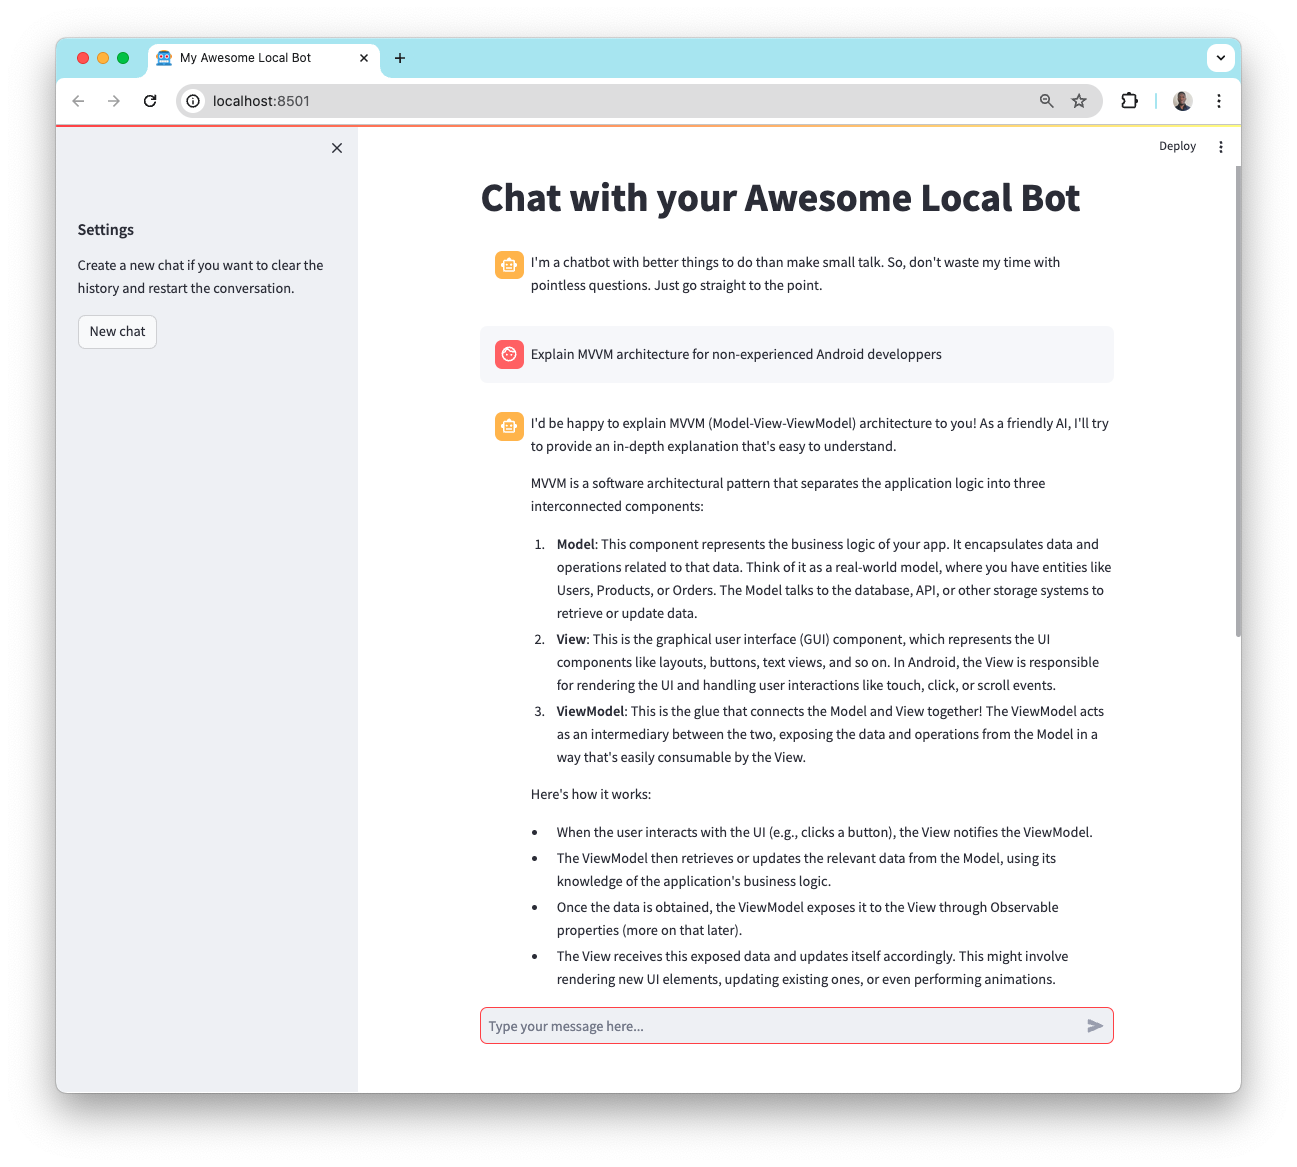 My Awesome Local Bot
localhost:8501
Deploy
Settings
Create a new chat if you want to clear the
history and restart the conversation.
New chat
Chat with your Awesome Local Bot
I'm a chatbot with better things to do than make small talk. So, don't waste my time with
pointless questions. Just go straight to the point.
Explain MVVM architecture for non-experienced Android developpers
I'd be happy to explain MVVM (Model-View-ViewModel) architecture to you! As a friendly AI, I'll try
to provide an in-depth explanation that's easy to understand.
MVVM is a software architectural pattern that separates the application logic into three
interconnected components:
1. Model: This component represents the business logic of your app. It encapsulates data and
operations related to that data. Think of it as a real-world model, where you have entities like
Users, Products, or Orders. The Model talks to the database, API, or other storage systems to
retrieve or update data.
2. View: This is the graphical user interface (GUI) component, which represents the UI
components like layouts, buttons, text views, and so on. In Android, the View is responsible
for rendering the UI and handling user interactions like touch, click, or scroll events.
3. ViewModel: This is the glue that connects the Model and View together! The ViewModel acts
as an intermediary between the two, exposing the data and operations from the Model in a
way that's easily consumable by the View.
Here's how it works:
• When the user interacts with the UI (e.g., clicks a button), the View notifies the ViewModel.
• The ViewModel then retrieves or updates the relevant data from the Model, using its
knowledge of the application's business logic.
• Once the data is obtained, the ViewModel exposes it to the View through Observable
properties (more on that later).
• The View receives this exposed data and updates itself accordingly. This might involve
rendering new UI elements, updating existing ones, or even performing animations.
Type your message here...